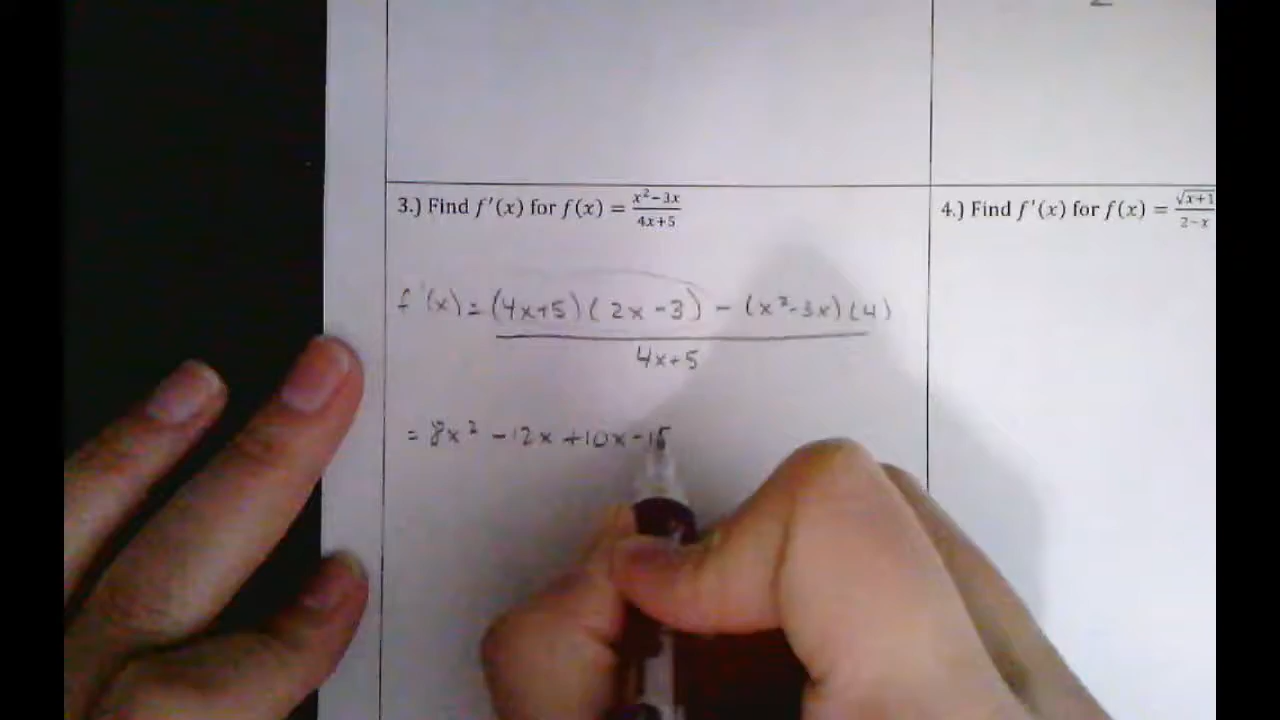 3.) Find f'(x) for f(x) = x²−3x / 4x+5
4.) Find f'(x) for f(x) = √x+1 / 2−x
f'(x) = (4x+5)(2x−3) − (x²−3x)(4)
4x+5
= 8x² −12x +10x −15